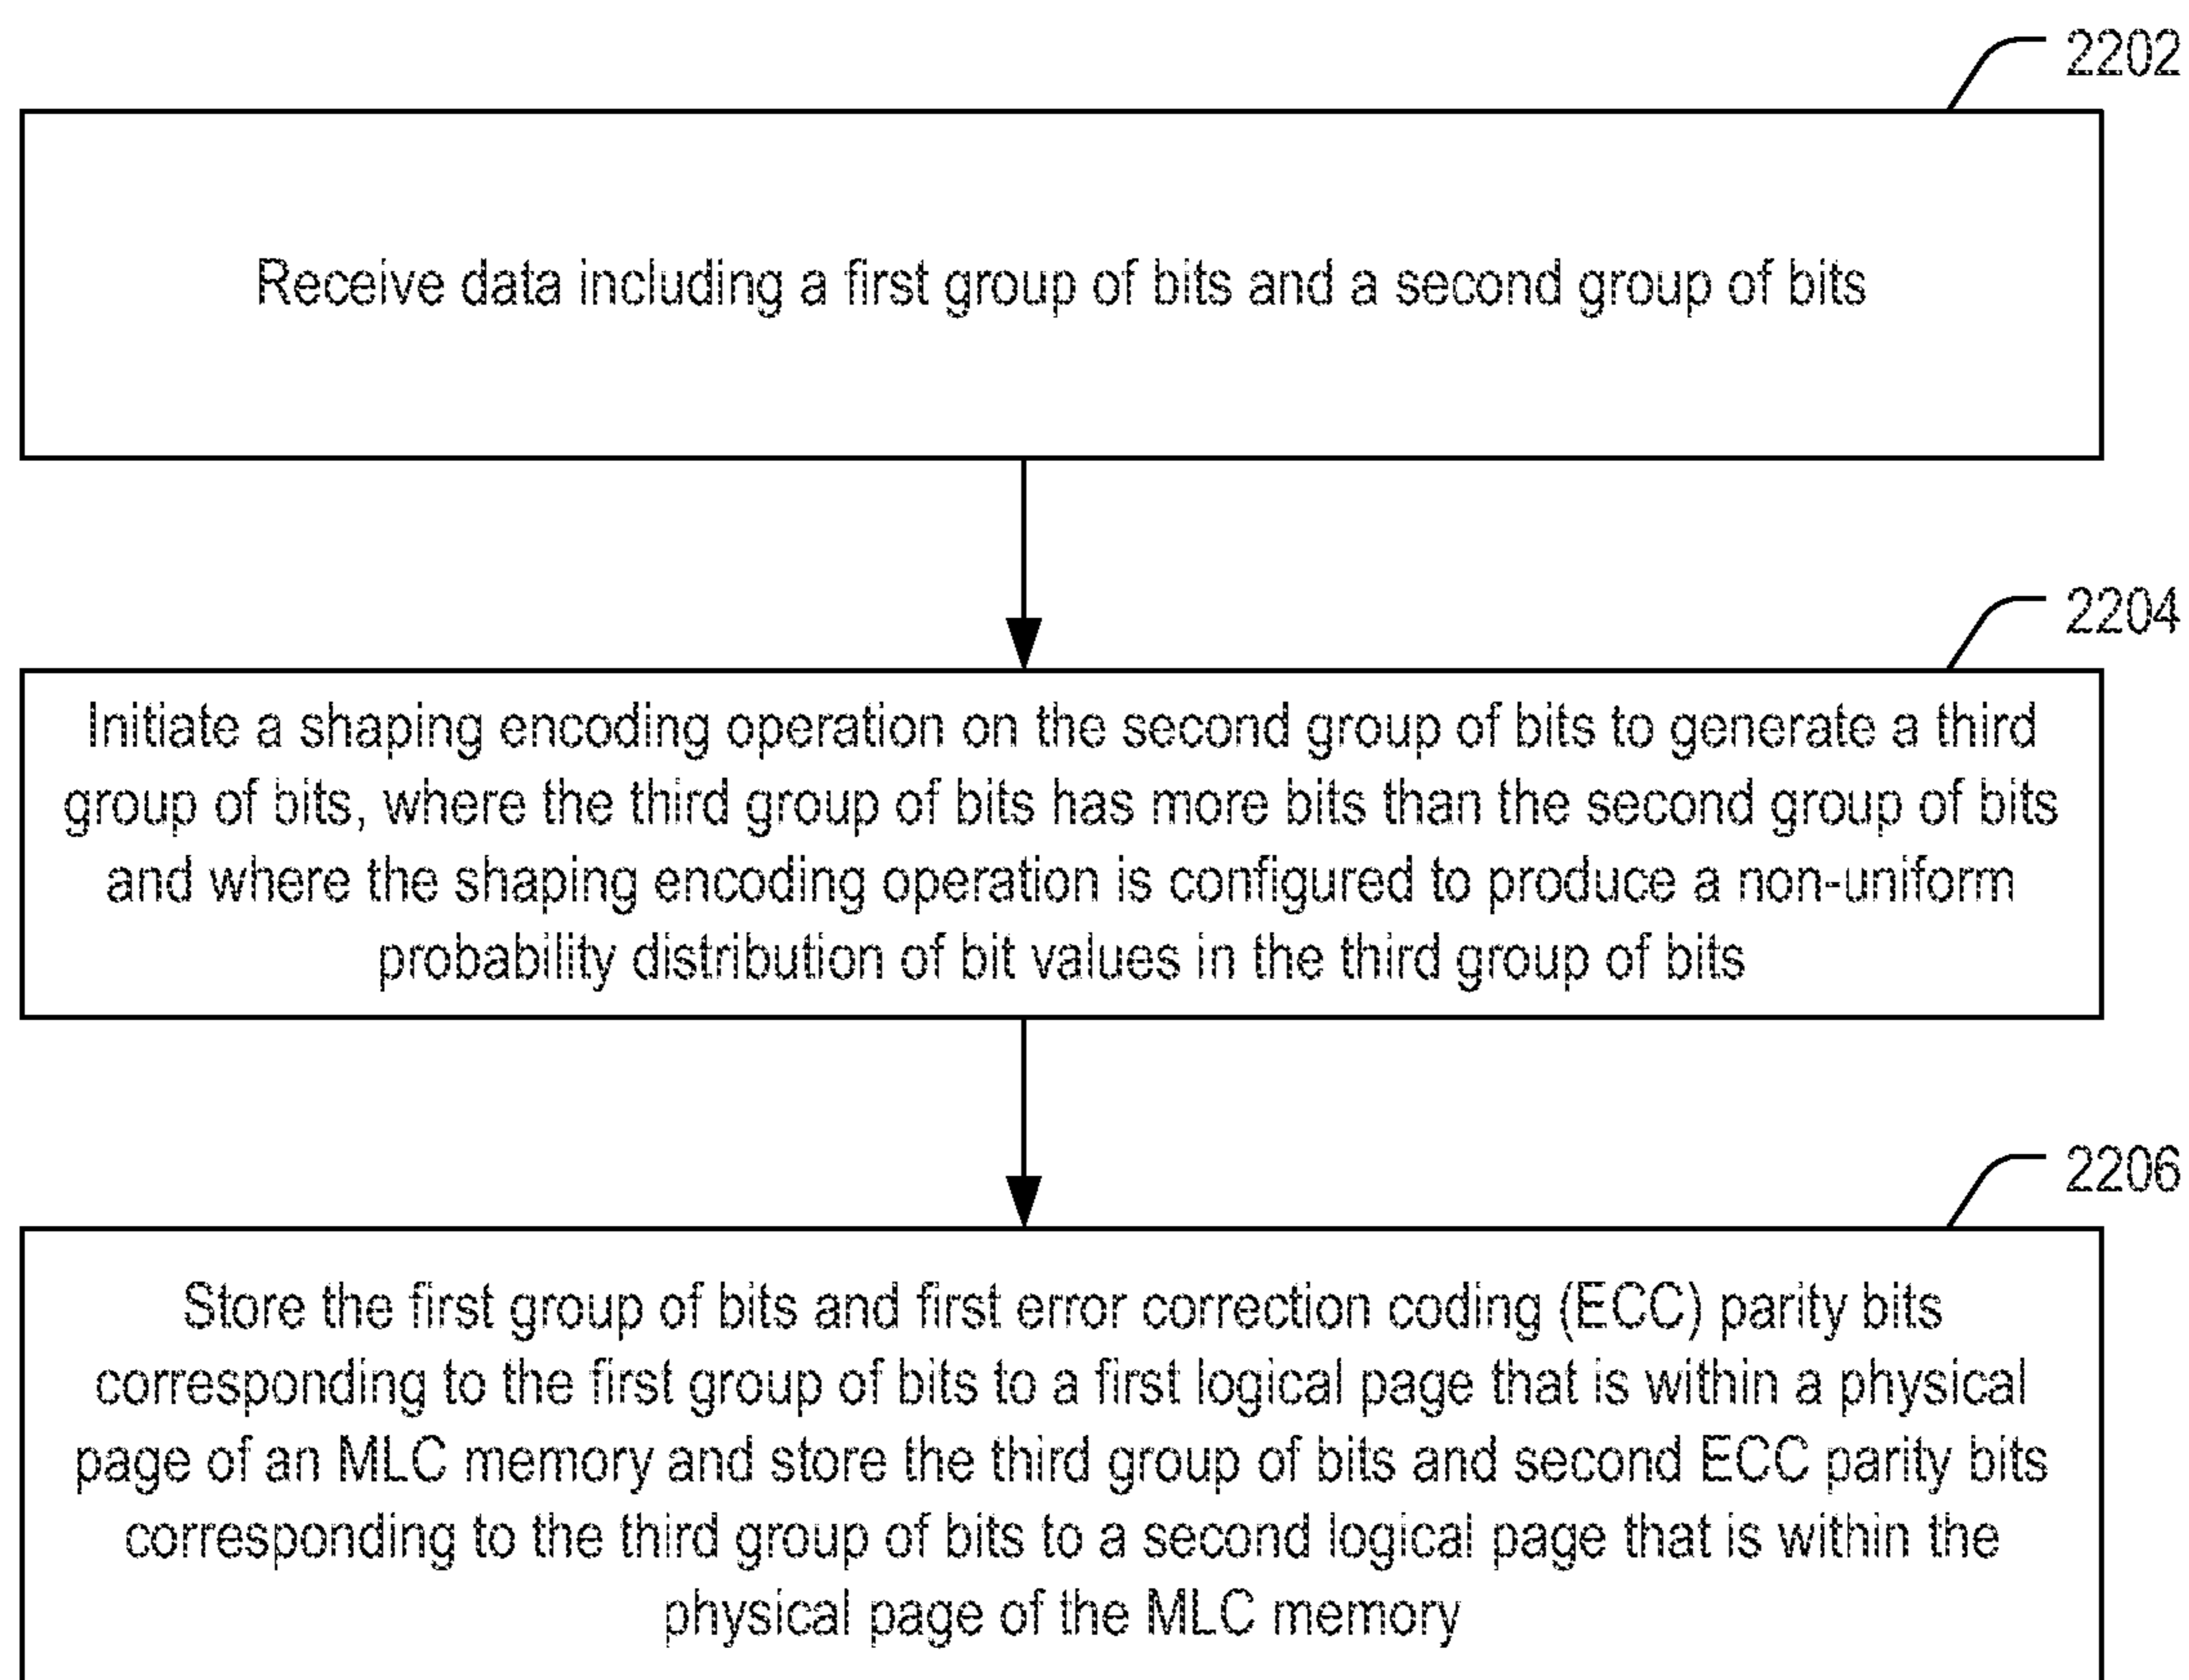 2202
Receive data including a first group of bits and a second group of bits
2204
Initiate a shaping encoding operation on the second group of bits to generate a third
group of bits, where the third group of bits has more bits than the second group of bits
and where the shaping encoding operation is configured to produce a non-uniform
probability distribution of bit values in the third group of bits
2206
Store the first group of bits and first error correction coding (ECC) parity bits
corresponding to the first group of bits to a first logical page that is within a physical
page of an MLC memory and store the third group of bits and second ECC parity bits
corresponding to the third group of bits to a second logical page that is within the
physical page of the MLC memory